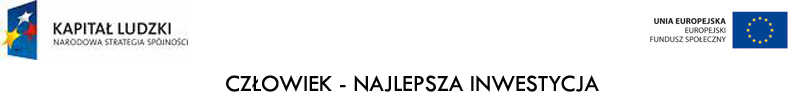 KAPITAŁ LUDZKI
NARODOWA STRATEGIA SPÓJNOŚCI
UNIA EUROPEJSKA
EUROPEJSKI
FUNDUSZ SPOŁECZNY
CZŁOWIEK - NAJLEPSZA INWESTYCJA